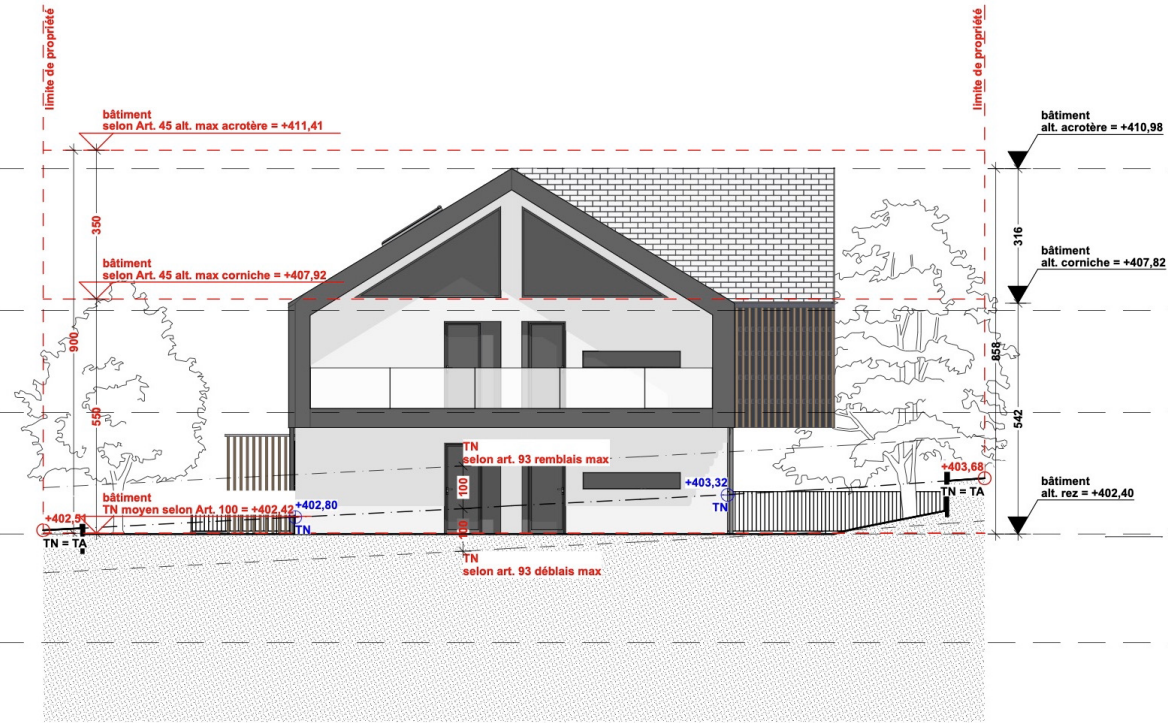 limite de propriété
limite de propriété
bâtiment
selon Art. 45 alt. max acrotère = +411,41
bâtiment
alt. acrotère = +410,98
350
316
bâtiment
selon Art. 45 alt. max corniche = +407,92
bâtiment
alt. corniche = +407,82
900
858
550
542
TN
selon art. 93 remblais max
+403,68
TN = TA
100
+403,32
TN
bâtiment
TN moyen selon Art. 100 = +402,42
+402,80
TN
bâtiment
alt. rez = +402,40
+402,51
TN = TA
100
TN
selon art. 93 déblais max